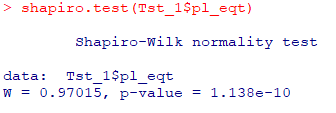 > shapiro.test(Tst_1$pl_eqt)
Shapiro-Wilk normality test
data:  Tst_1$pl_eqt
W = 0.97015, p-value = 1.138e-10